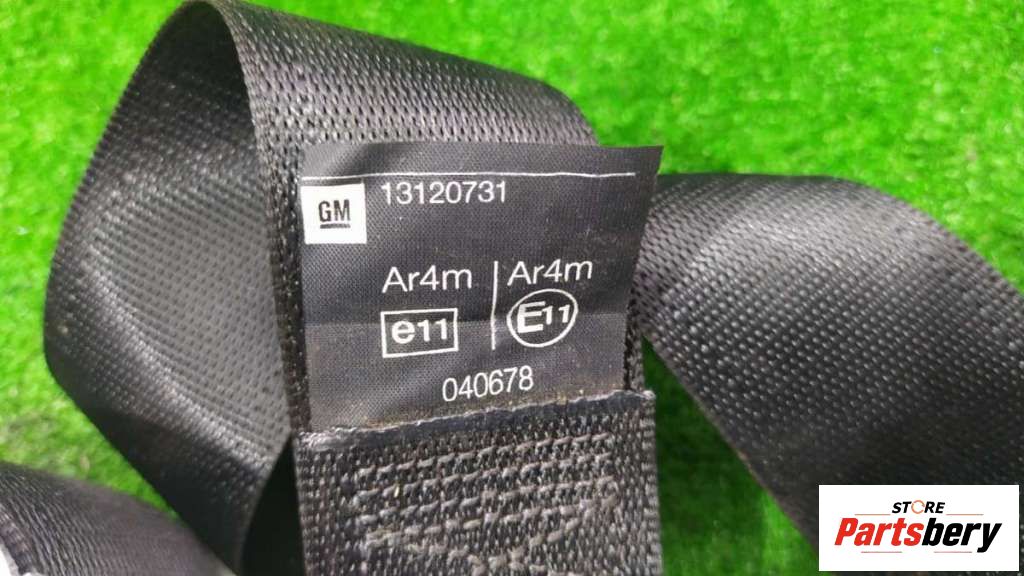 GM 13120731
Ar4m Ar4m
e11 E11
040678
STORE
Partsbery